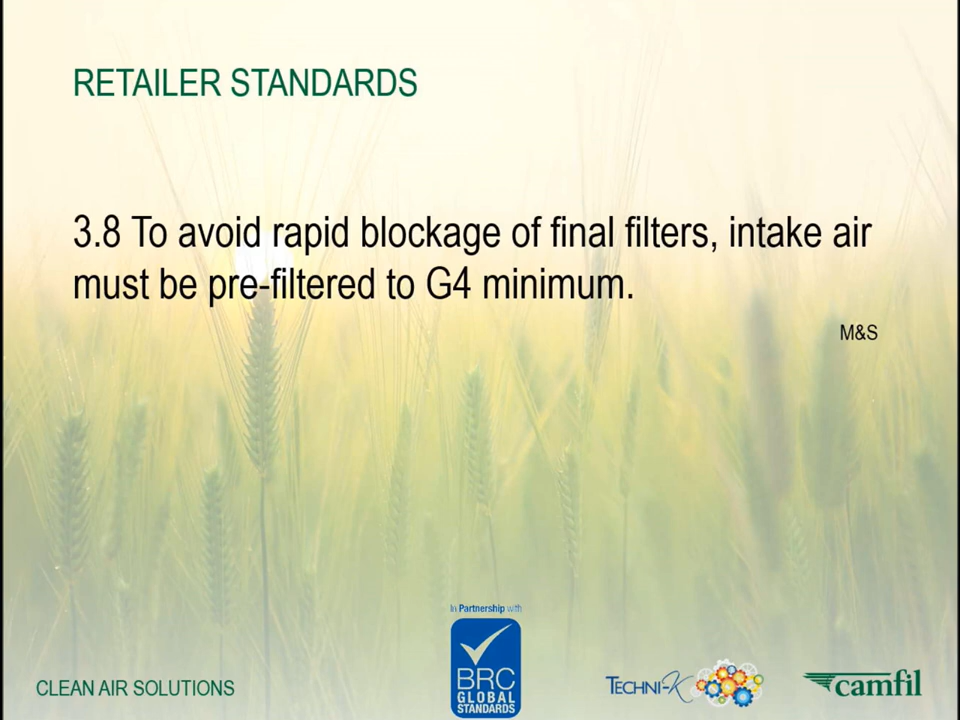 RETAILER STANDARDS
3.8 To avoid rapid blockage of final filters, intake air
must be pre-filtered to G4 minimum.
M&S
In Partnership with
BRC
GLOBAL
STANDARDS
CLEAN AIR SOLUTIONS
TECHNI-K
camfil